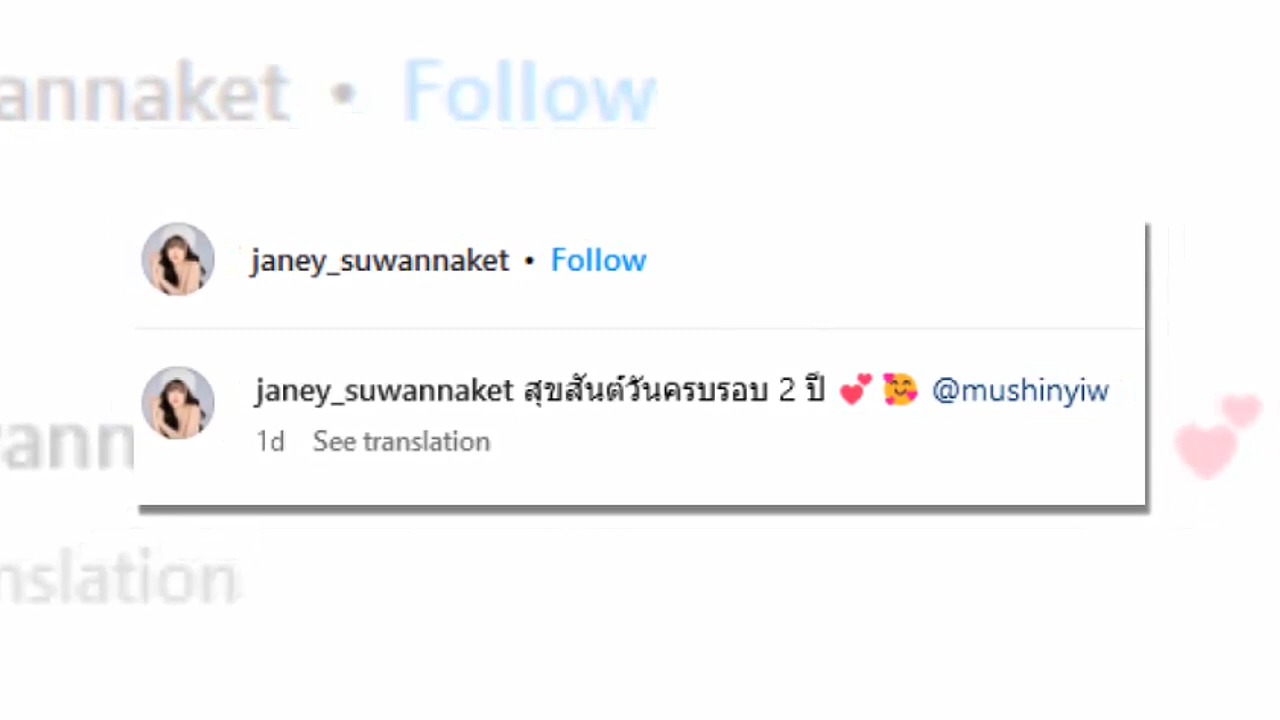 annaket • Follow
janey_suwannaket • Follow
janey_suwannaket สุขสันต์วันครบรอบ 2 ปี 💕 🥰 @mushinyiw
1d See translation
ann
nslation